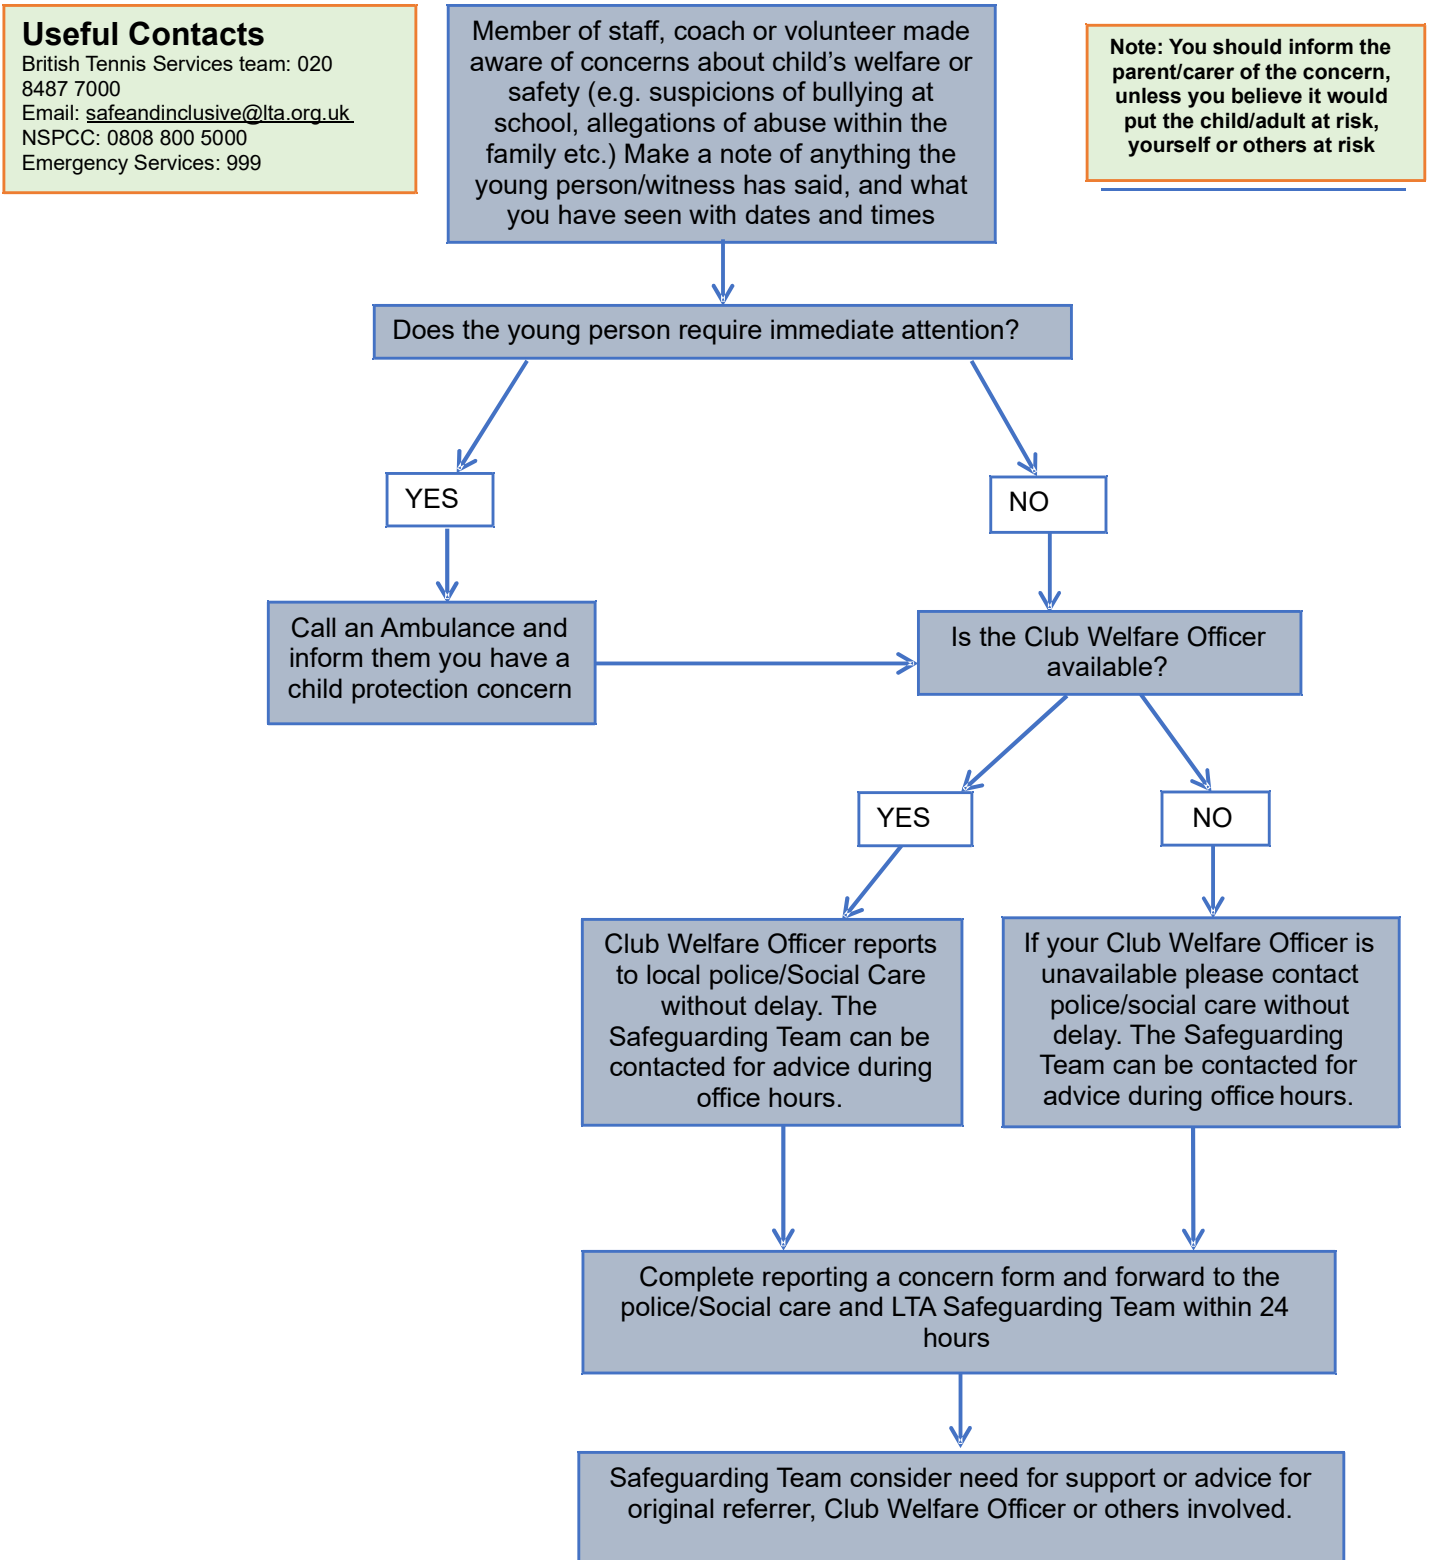 Useful Contacts
British Tennis Services team: 020
8487 7000
Email: safeandinclusive@lta.org.uk
NSPCC: 0808 800 5000
Emergency Services: 999
Member of staff, coach or volunteer made
aware of concerns about child’s welfare or
safety (e.g. suspicions of bullying at
school, allegations of abuse within the
family etc.) Make a note of anything the
young person/witness has said, and what
you have seen with dates and times
Note: You should inform the
parent/carer of the concern,
unless you believe it would
put the child/adult at risk,
yourself or others at risk
Does the young person require immediate attention?
YES
NO
Call an Ambulance and
inform them you have a
child protection concern
Is the Club Welfare Officer
available?
YES
NO
Club Welfare Officer reports
to local police/Social Care
without delay. The
Safeguarding Team can be
contacted for advice during
office hours.
If your Club Welfare Officer is
unavailable please contact
police/social care without
delay. The Safeguarding
Team can be contacted for
advice during office hours.
Complete reporting a concern form and forward to the
police/Social care and LTA Safeguarding Team within 24
hours
Safeguarding Team consider need for support or advice for
original referrer, Club Welfare Officer or others involved.